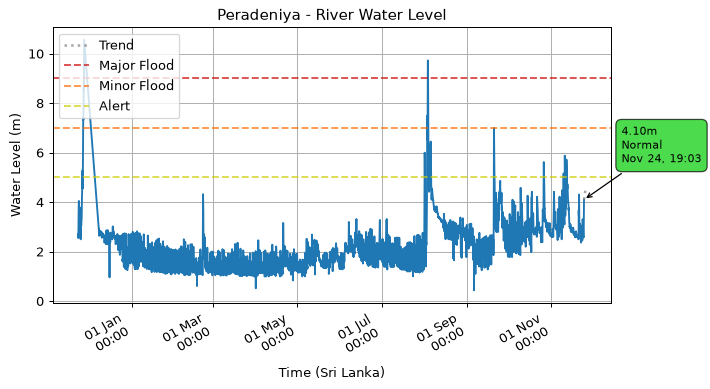 Peradeniya - River Water Level
Trend
Major Flood
Minor Flood
Alert
4.10m
Normal
Nov 24, 19:03
Water Level (m)
10
8
6
4
2
0
01 Jan
00:00
01 Mar
00:00
01 May
00:00
01 Jul
00:00
01 Sep
00:00
01 Nov
00:00
Time (Sri Lanka)